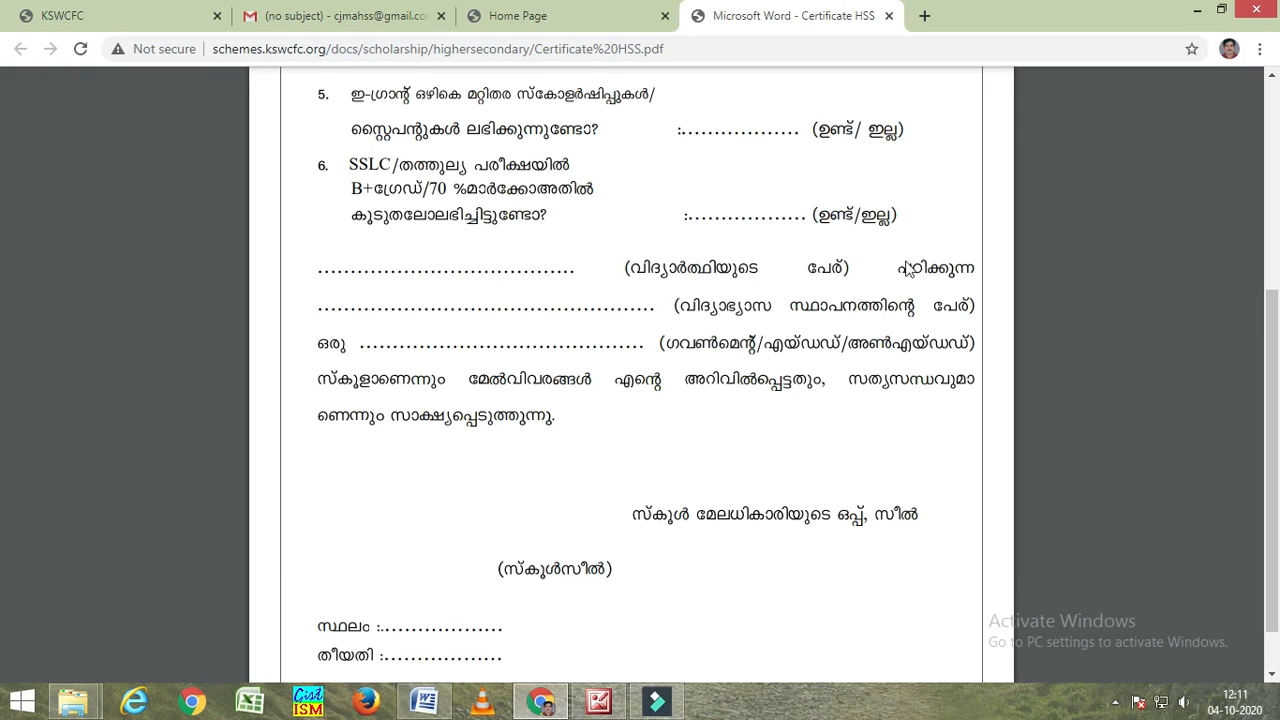 KSWCFC
(no subject) - cjmahss@gmail.co
Home Page
Microsoft Word - Certificate HSS
Not secure
schemes.kswcfc.org/docs/scholarship/highersecondary/Certificate%20HSS.pdf
5. ഇ-ഗ്രാന്റ് ഒഴികെ മറ്റിതര സ്കോളർഷിപ്പുകൾ/
സ്റ്റൈപന്റുകൾ ലഭിക്കുന്നുണ്ടോ? :.................. (ഉണ്ട്/ ഇല്ല)
6. SSLC/തത്തുല്യ പരീക്ഷയിൽ
B+ഗ്രേഡ്/70 %മാർക്കോഅതിൽ
കൂടുതലോലഭിച്ചിട്ടുണ്ടോ? :.................. (ഉണ്ട്/ഇല്ല)
....................................... (വിദ്യാർത്ഥിയുടെ പേര്) പഠിക്കുന്ന
................................................... (വിദ്യാഭ്യാസ സ്ഥാപനത്തിന്റെ പേര്)
ഒരു ........................................... (ഗവൺമെന്റ്/എയ്ഡഡ്/അൺഎയ്ഡഡ്)
സ്കൂളാണെന്നും മേൽവിവരങ്ങൾ എന്റെ അറിവിൽപ്പെട്ടതും, സത്യസന്ധവുമാ
ണെന്നും സാക്ഷ്യപ്പെടുത്തുന്നു.
സ്കൂൾ മേലധികാരിയുടെ ഒപ്പ്, സീൽ
(സ്കൂൾസീൽ)
സ്ഥലം :..................
തീയതി :..................
Activate Windows
Go to PC settings to activate Windows.
Gist
ISM
12:11
04-10-2020